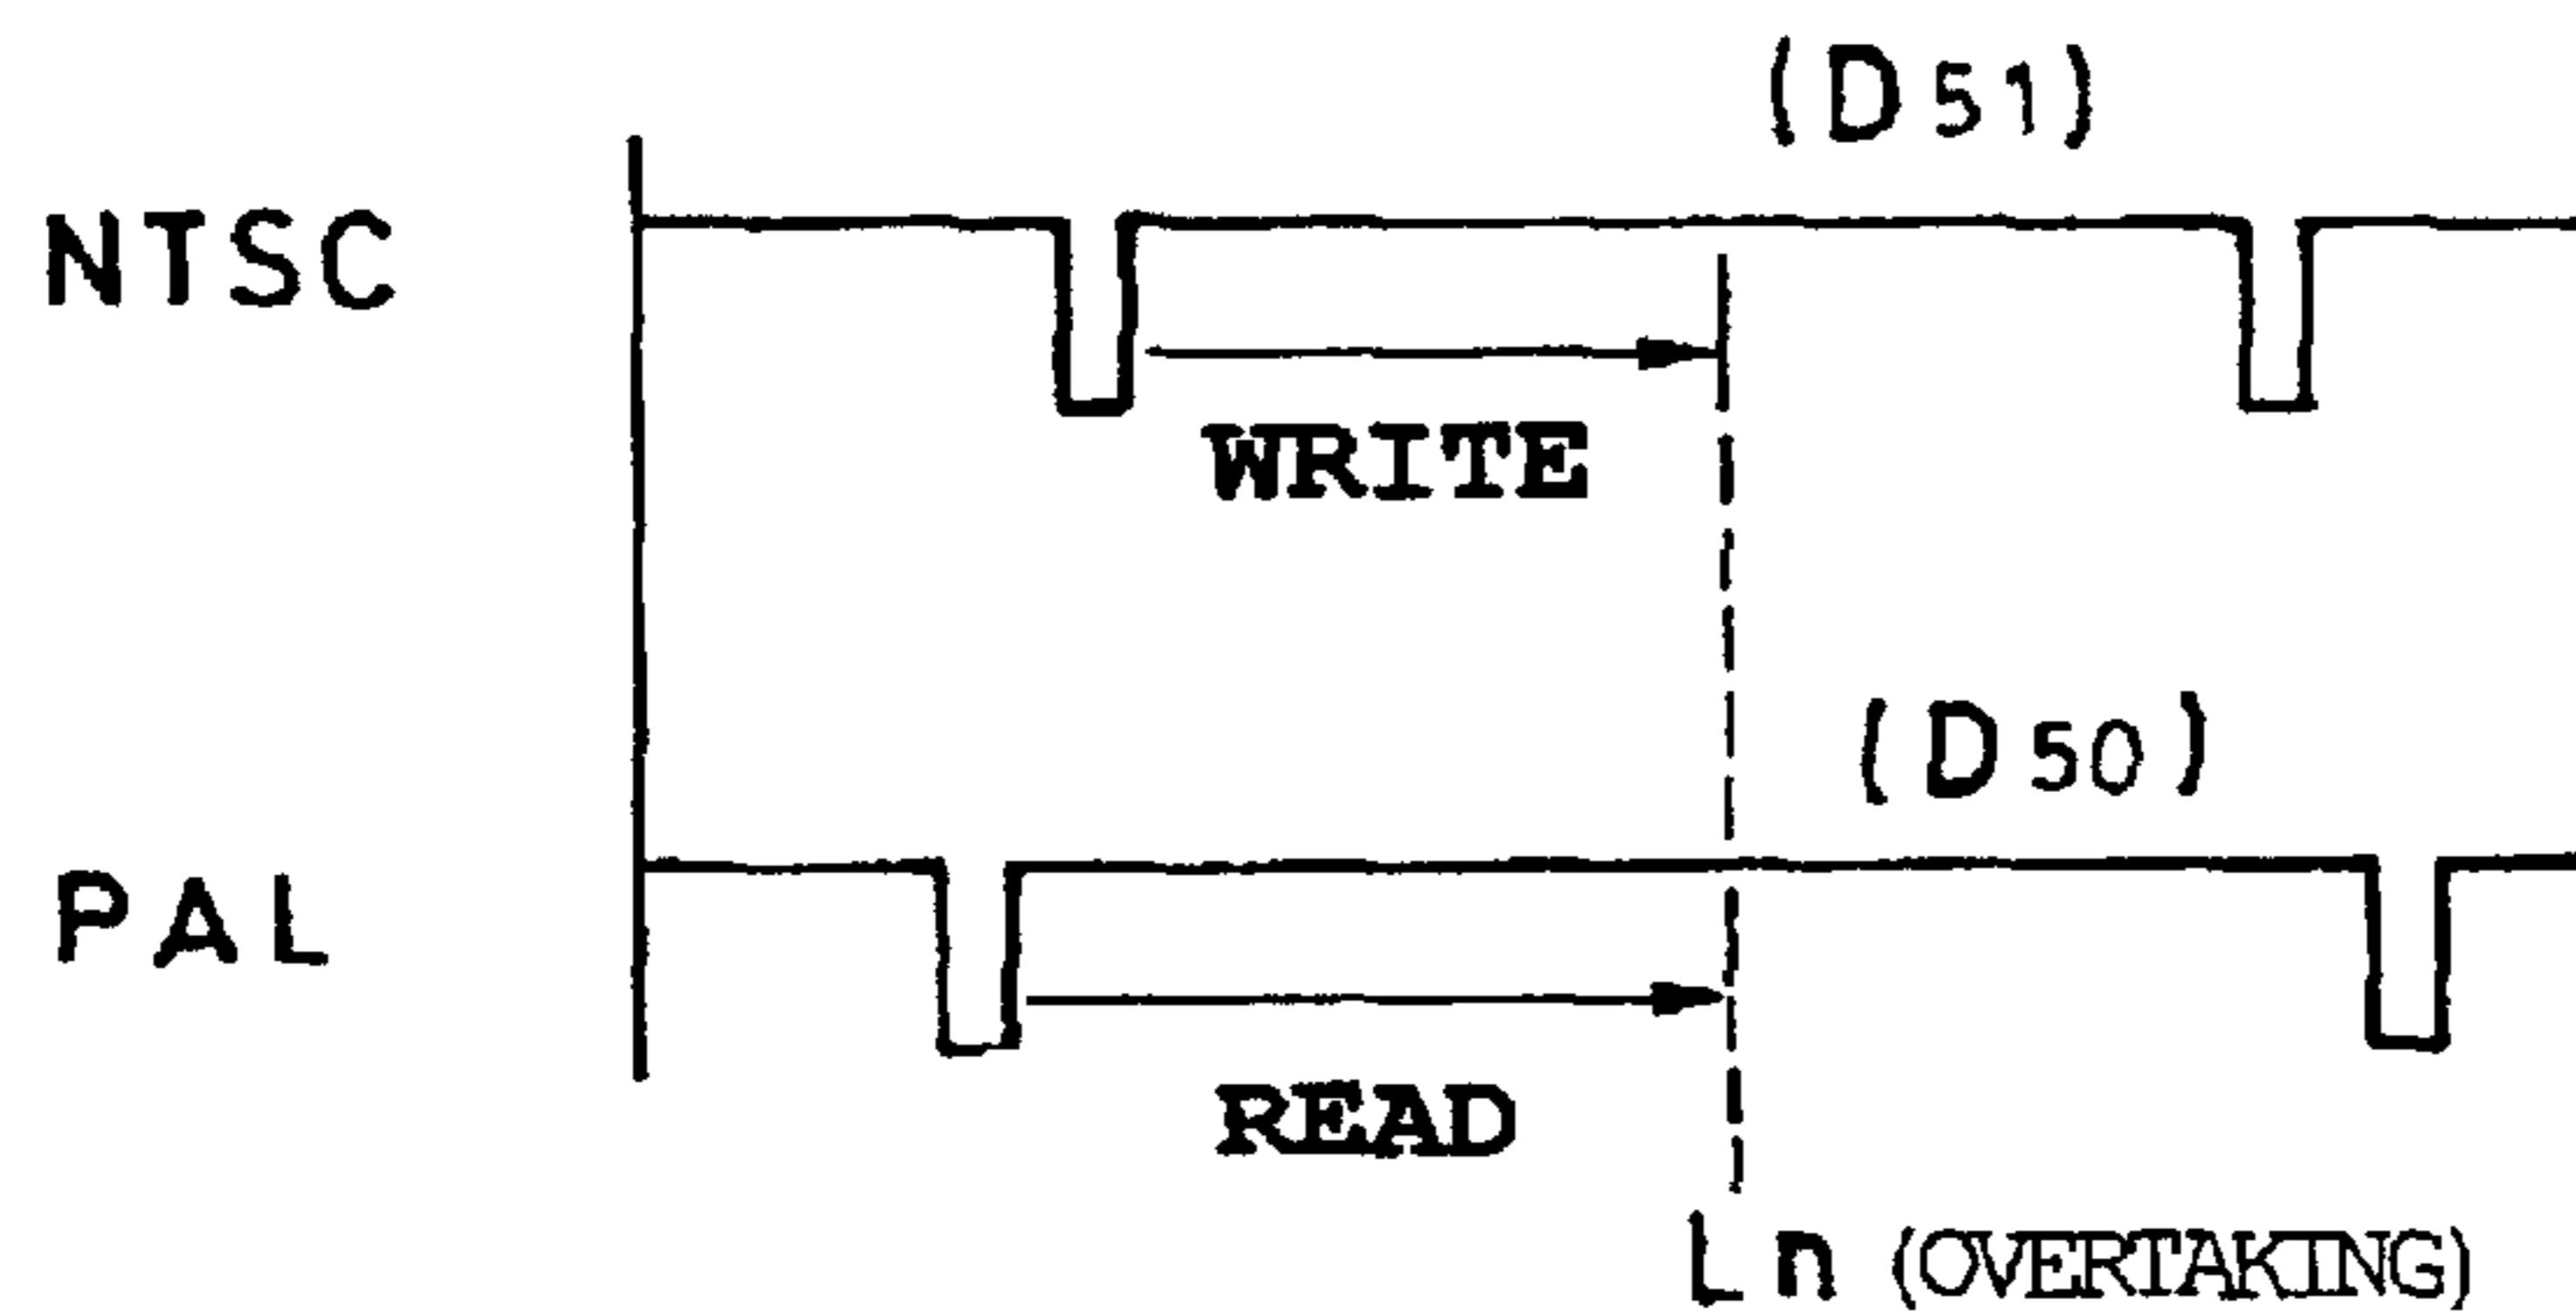 (D51)
NTSC
WRITE
(D50)
PAL
READ
Ln (OVERTAKING)